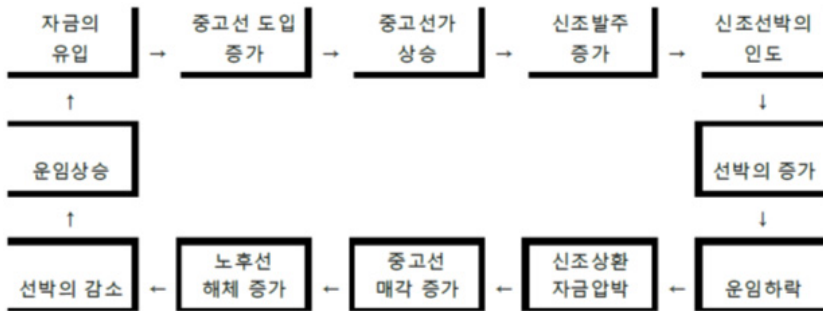 자금의
유입
→
중고선 도입
증가
→
중고선가
상승
→
신조발주
증가
→
신조선박의
인도
↑
↓
운임상승
선박의 증가
↑
↓
선박의 감소
←
노후선
해체 증가
←
중고선
매각 증가
←
신조상환
자금압박
←
운임하락